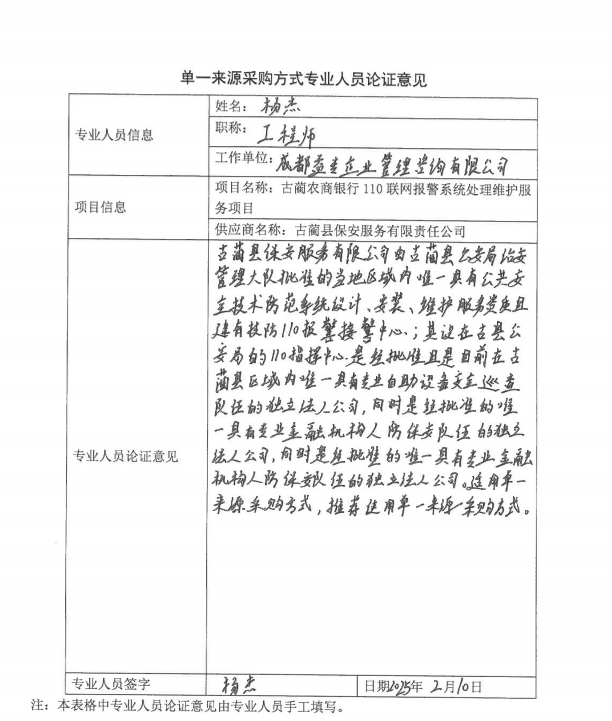 单一来源采购方式专业人员论证意见
专业人员信息
姓名：杨杰
职称：工程师
工作单位：成都益青企业管理咨询有限公司
项目信息
项目名称：古蔺农商银行110联网报警系统处理维护服
务项目
供应商名称：古蔺县保安服务有限责任公司
专业人员论证意见
古蔺县保安服务有限公司由古蔺县公安局治安
管理大队批准的当地区域内唯一具有公共安
全技术防范系统设计、安装、维护服务资质且
建有技防110报警接警中心；其设在古县公
安局的110指挥中心是经批准且是目前在古
蔺县区域内唯一具有专业自助设备安全巡查
队伍的独立法人公司，同时是经批准的唯
一具有专业金融机构人防保安队伍的独立
法人公司，同时是经批准的唯一具有专业金融
机构人防保安队伍的独立法人公司。适用单一
来源采购方式，推荐使用单一来源采购方式。
专业人员签字 杨杰 日期2025年2月10日
注：本表格中专业人员论证意见由专业人员手工填写。